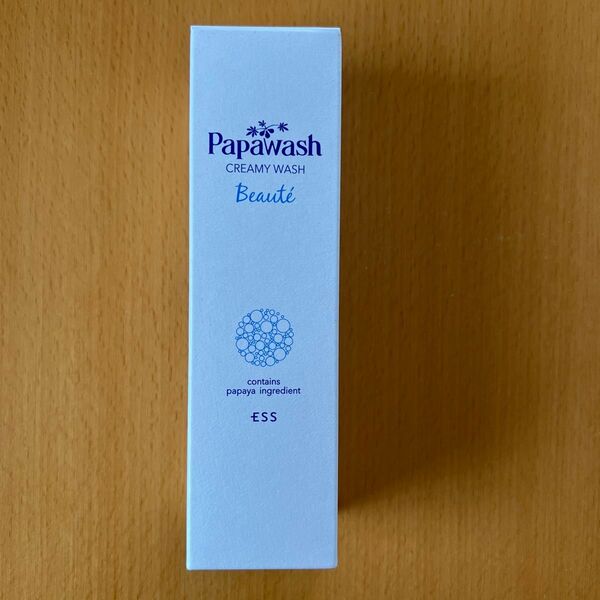 Papawash
CREAMY WASH
Beauté
contains
papaya ingredient
ESS